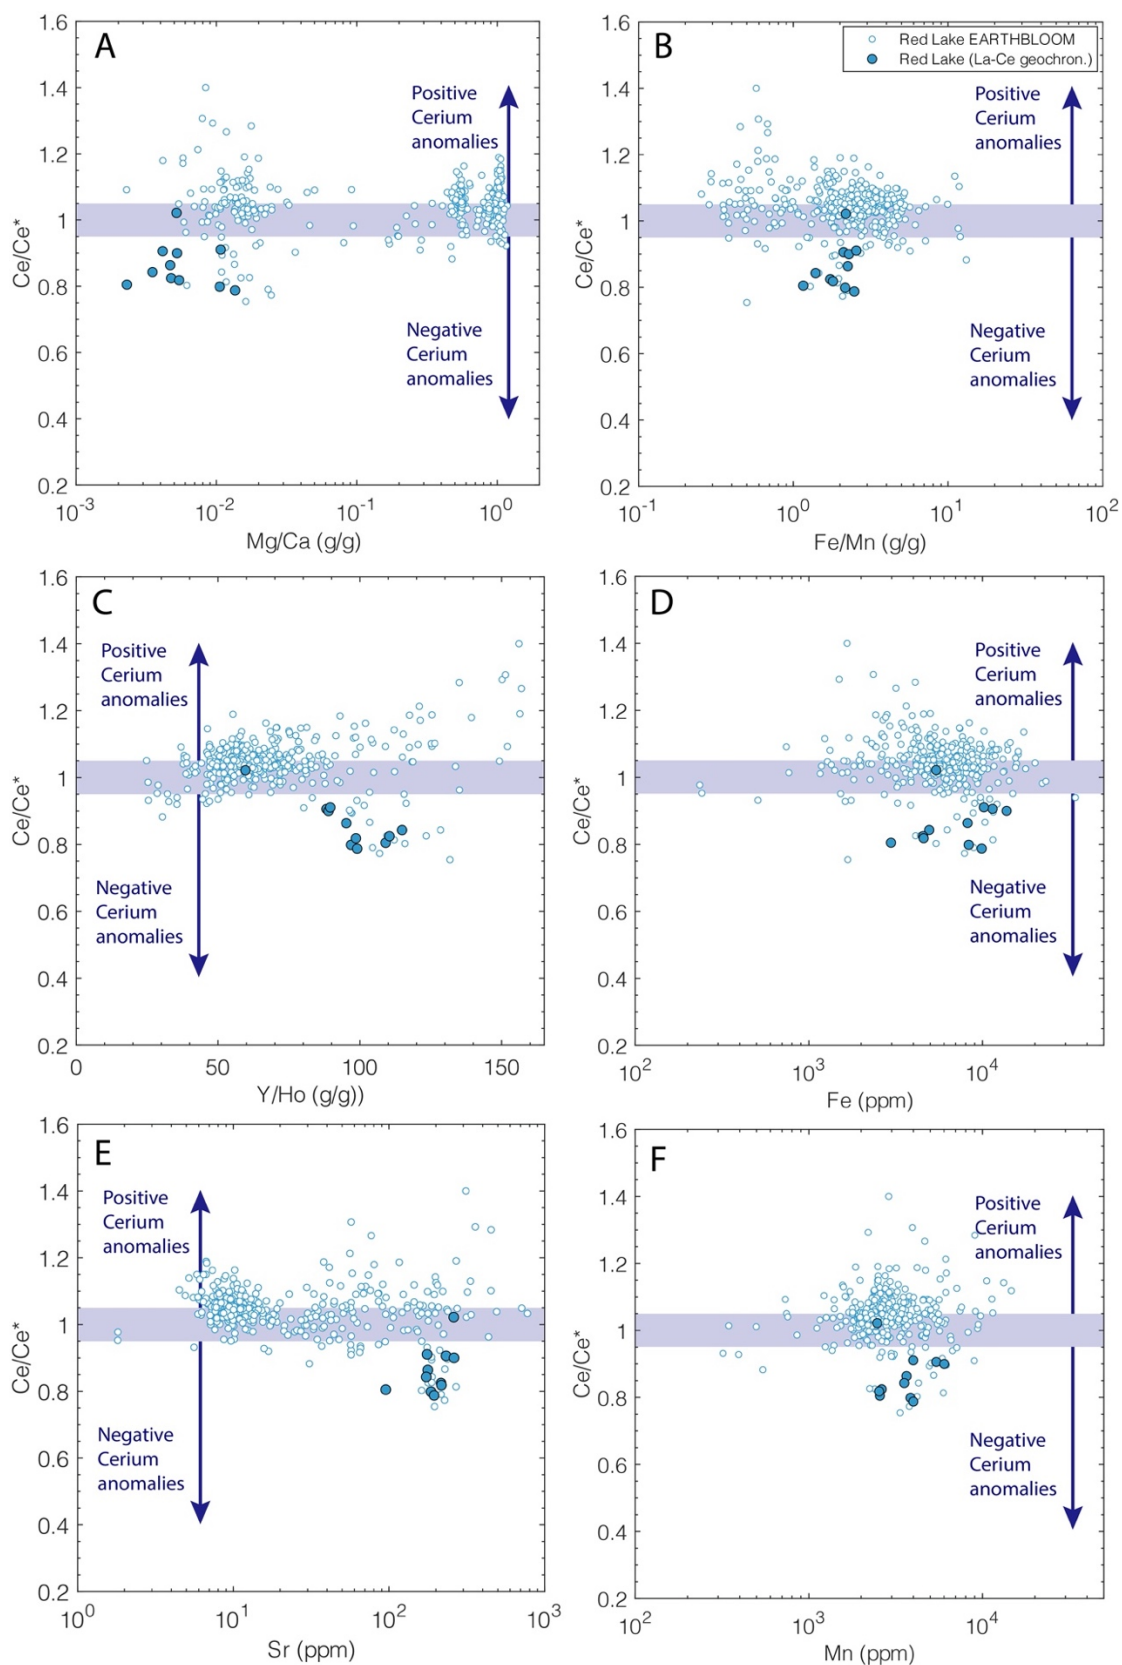 A
1.6
1.4
1.2
1
0.8
0.6
0.4
0.2
Ce/Ce*
Positive
Cerium
anomalies
Negative
Cerium
anomalies
10-3
10-2
10-1
100
Mg/Ca (g/g)
B
Red Lake EARTHBLOOM
Red Lake (La-Ce geochron.)
1.6
1.4
1.2
1
0.8
0.6
0.4
0.2
Ce/Ce*
Positive
Cerium
anomalies
Negative
Cerium
anomalies
10-1
100
101
102
Fe/Mn (g/g)
C
1.6
1.4
1.2
1
0.8
0.6
0.4
0.2
Ce/Ce*
Positive
Cerium
anomalies
Negative
Cerium
anomalies
0
50
100
150
Y/Ho (g/g))
D
1.6
1.4
1.2
1
0.8
0.6
0.4
0.2
Ce/Ce*
Positive
Cerium
anomalies
Negative
Cerium
anomalies
102
103
104
Fe (ppm)
E
1.6
1.4
1.2
1
0.8
0.6
0.4
0.2
Ce/Ce*
Positive
Cerium
anomalies
Negative
Cerium
anomalies
100
101
102
103
Sr (ppm)
F
1.6
1.4
1.2
1
0.8
0.6
0.4
0.2
Ce/Ce*
Positive
Cerium
anomalies
Negative
Cerium
anomalies
102
103
104
Mn (ppm)